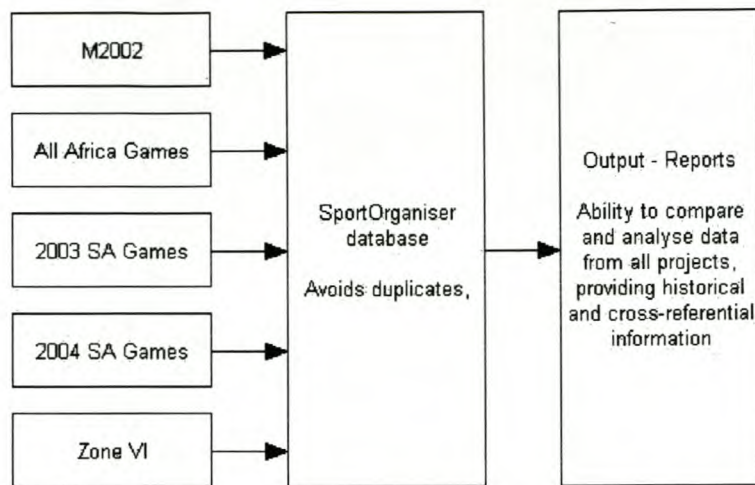 M2002
All Africa Games
2003 SA Games
2004 SA Games
Zone VI
SportOrganiser
database
Avoids duplicates,
Output - Reports
Ability to compare
and analyse data
from all projects,
providing historical
and cross-referential
information